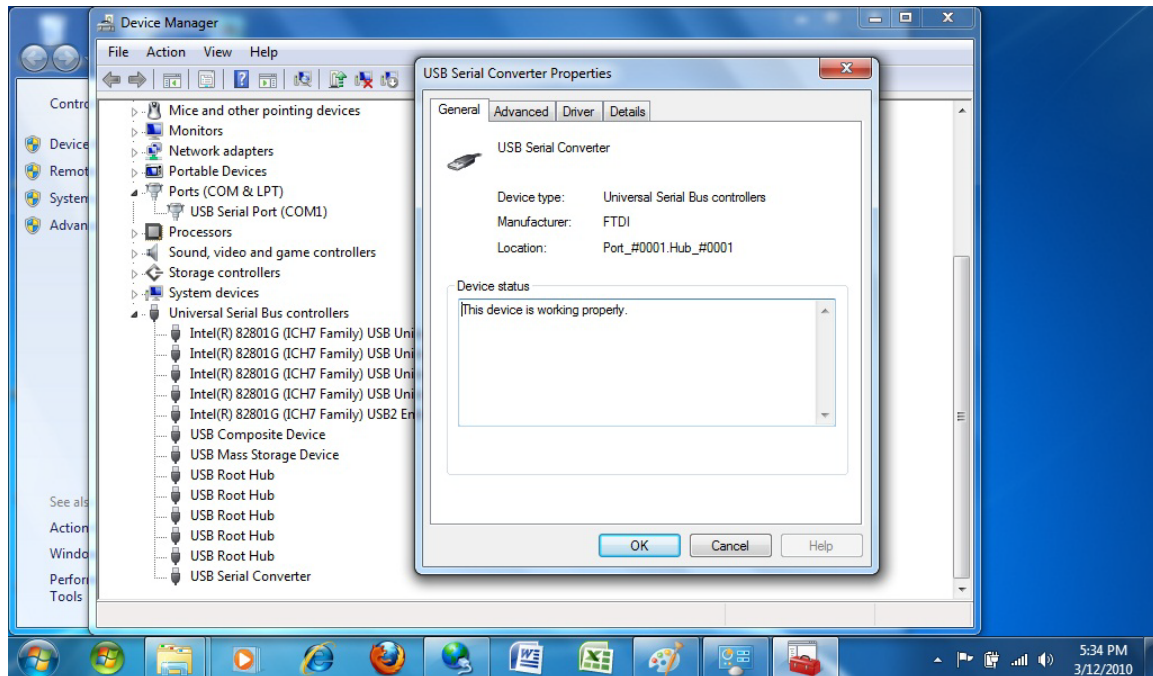 Device Manager
File Action View Help
Contro
Device
Remot
System
Advan
See als
Action
Windo
Perforn
Tools
Mice and other pointing devices
Monitors
Network adapters
Portable Devices
Ports (COM & LPT)
USB Serial Port (COM1)
Processors
Sound, video and game controllers
Storage controllers
System devices
Universal Serial Bus controllers
Intel(R) 82801G (ICH7 Family) USB Uni
Intel(R) 82801G (ICH7 Family) USB Uni
Intel(R) 82801G (ICH7 Family) USB Uni
Intel(R) 82801G (ICH7 Family) USB Uni
Intel(R) 82801G (ICH7 Family) USB2 En
USB Composite Device
USB Mass Storage Device
USB Root Hub
USB Root Hub
USB Root Hub
USB Root Hub
USB Root Hub
USB Serial Converter
USB Serial Converter Properties
General Advanced Driver Details
USB Serial Converter
Device type: Universal Serial Bus controllers
Manufacturer: FTDI
Location: Port_#0001.Hub_#0001
Device status
This device is working properly.
OK Cancel Help
5:34 PM
3/12/2010